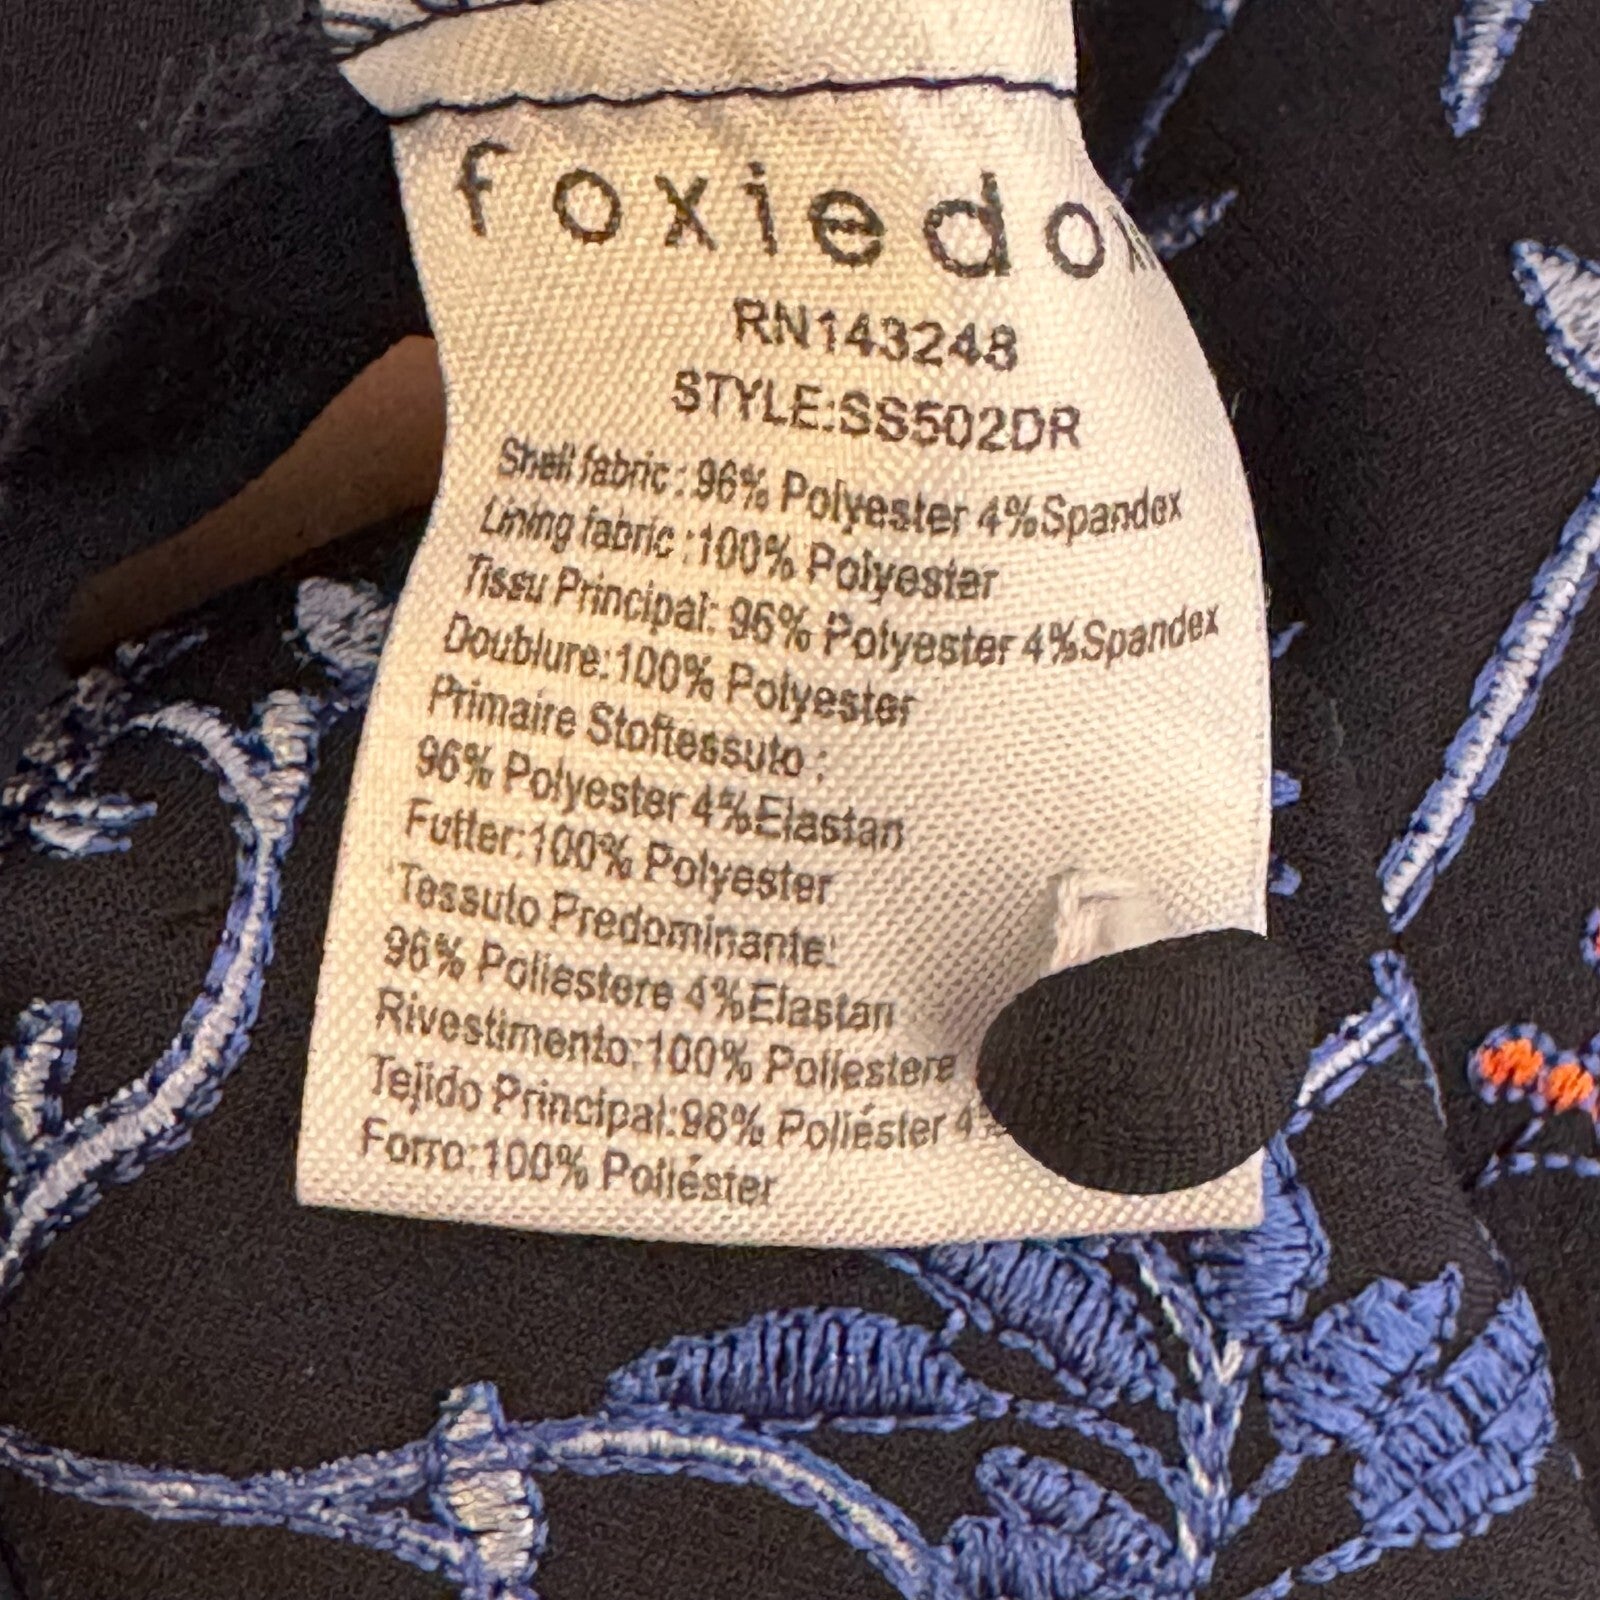 foxiedox
RN143248
STYLE:SS502DR
Shell fabric: 96% Polyester 4%Spandex
Lining fabric :100% Polyester
Tissu Principal: 96% Polyester 4%Spandex
Doublure:100% Polyester
Primaire Stoftessuto :
96% Polyester 4%Elastan
Futter:100% Polyester
Tessuto Predominante:
96% Poliestere 4%Elastan
Rivestimento:100% Poliestere
Tejido Principal:96% Poliéster 4%
Forro:100% Poliéster